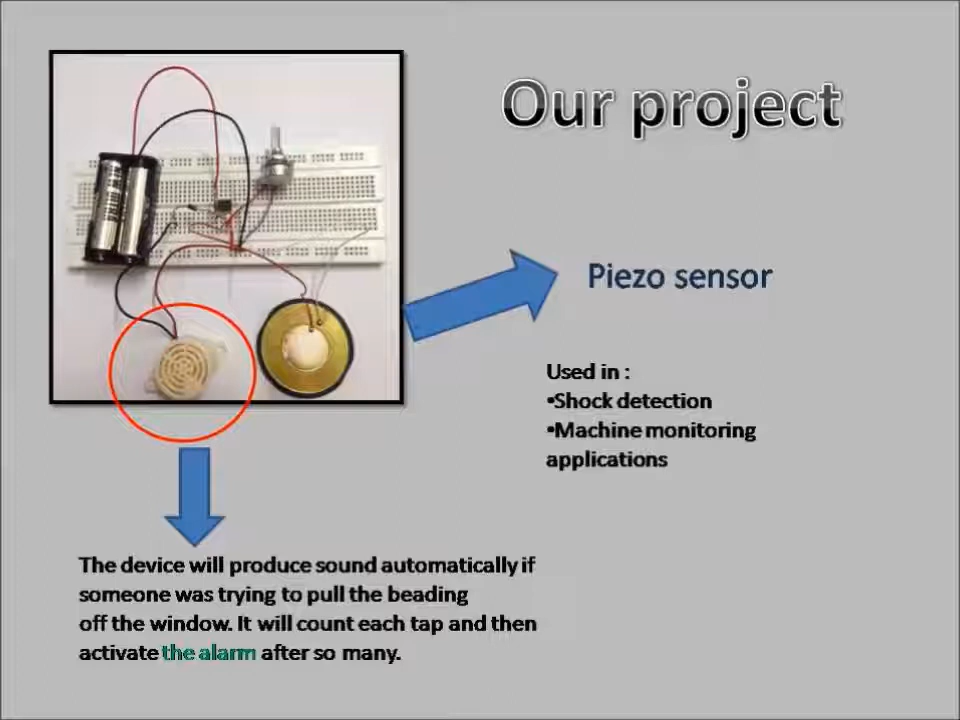 Our project
Piezo sensor
Used in :
•Shock detection
•Machine monitoring
applications
The device will produce sound automatically if
someone was trying to pull the beading
off the window. It will count each tap and then
activate the alarm after so many.